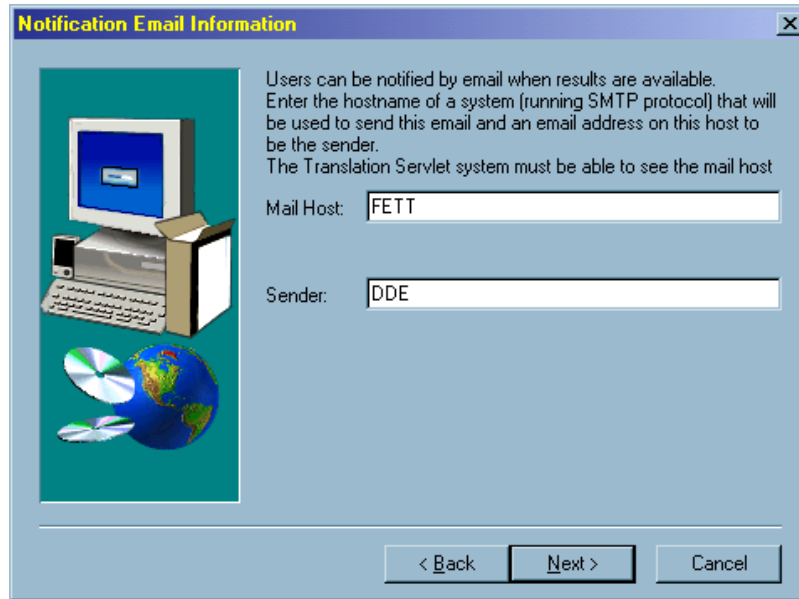 Notification Email Information
Users can be notified by email when results are available.
Enter the hostname of a system (running SMTP protocol) that will
be used to send this email and an email address on this host to
be the sender.
The Translation Servlet system must be able to see the mail host
Mail Host: FETT
Sender: DDE
< Back Next > Cancel